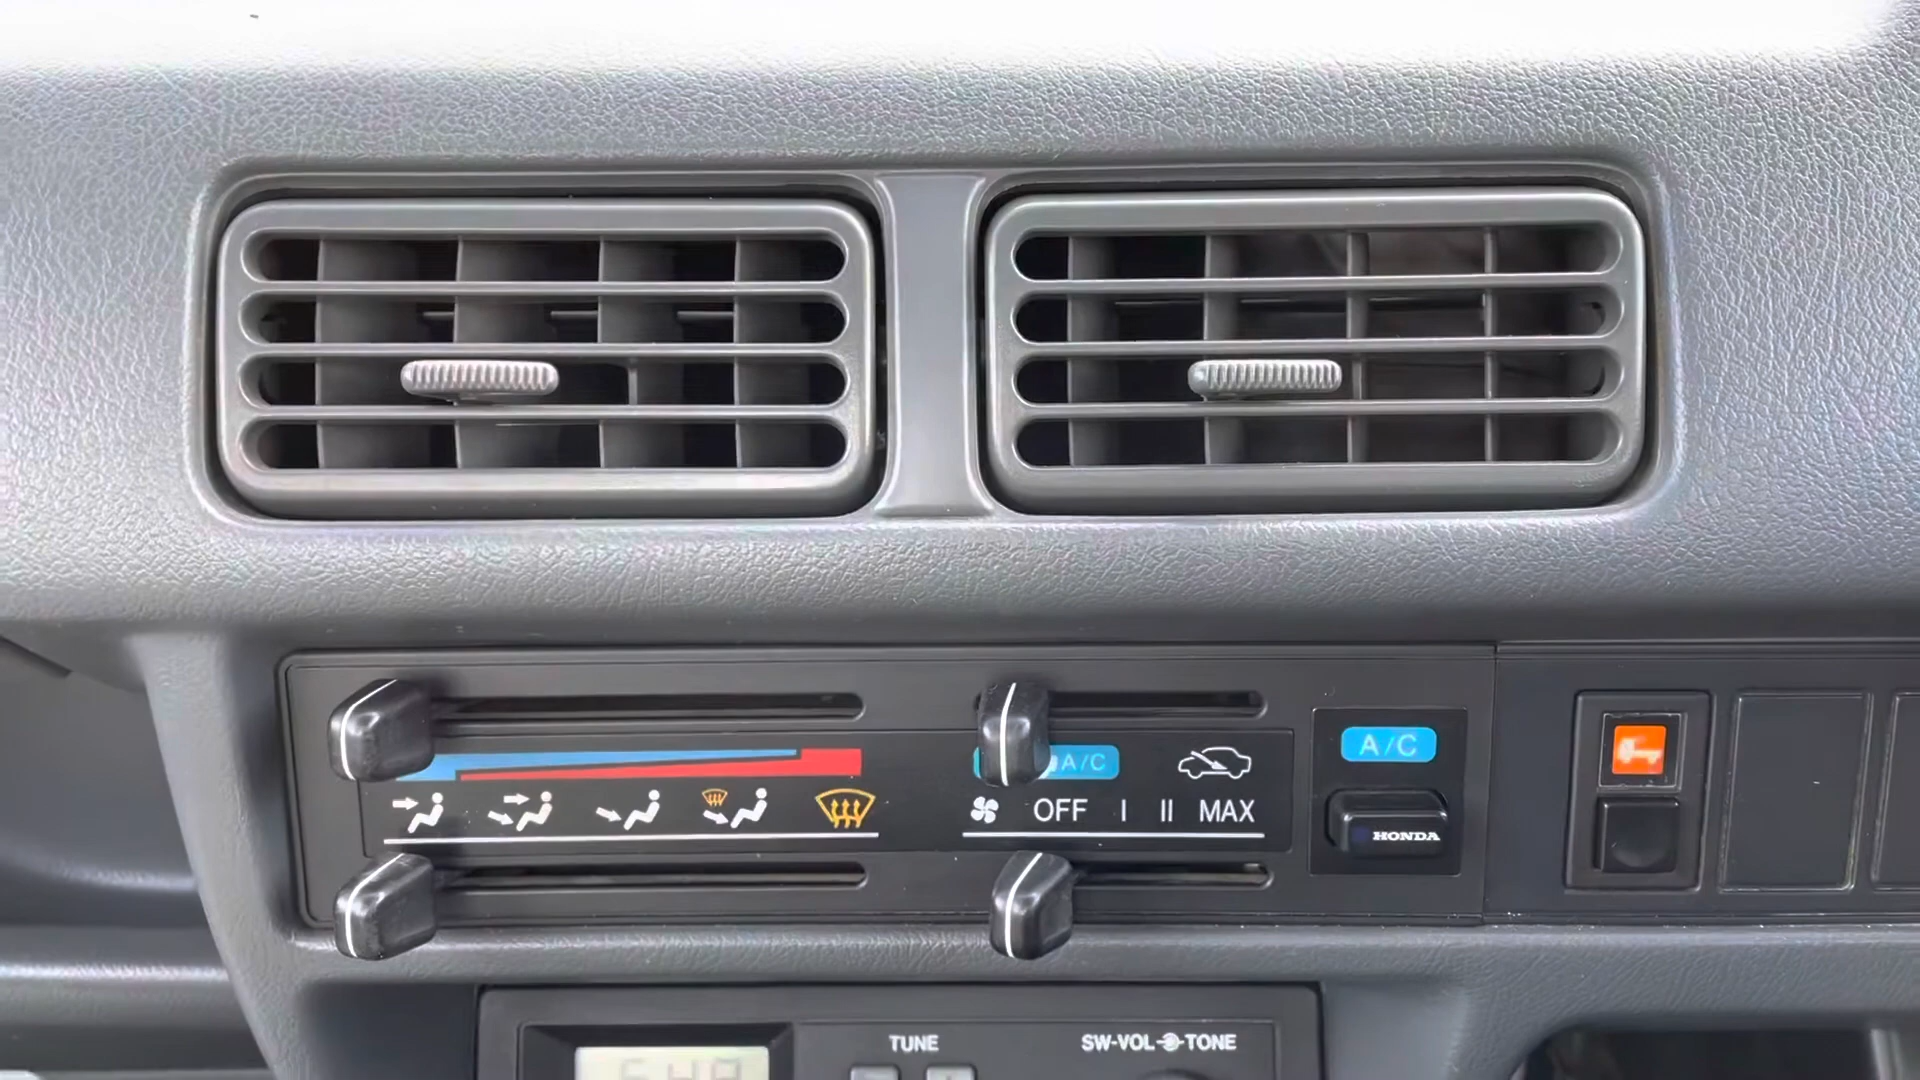 A/C
A/C
OFF I II MAX
HONDA
TUNE
SW-VOL TONE